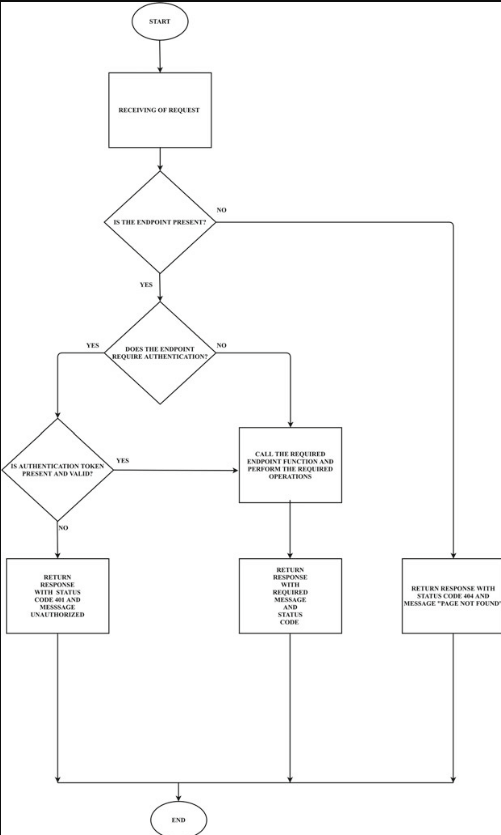 START
RECEIVING OF REQUEST
IS THE ENDPOINT PRESENT?
NO
YES
DOES THE ENDPOINT
REQUIRE AUTHENTICATION?
YES
NO
IS AUTHENTICATION TOKEN
PRESENT AND VALID?
YES
NO
CALL THE REQUIRED
ENDPOINT FUNCTION AND
PERFORM THE REQUIRED
OPERATIONS
RETURN
RESPONSE
WITH STATUS
CODE 401 AND
MESSSAGE
UNAUTHORIZED
RETURN
RESPONSE
WITH
REQUIRED
MESSAGE
AND
STATUS
CODE
RETURN RESPONSE WITH
STATUS CODE 404 AND
MESSAGE "PAGE NOT FOUND"
END